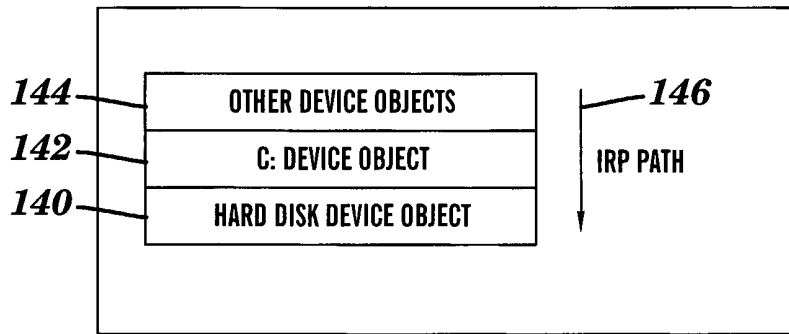 144
OTHER DEVICE OBJECTS
146
142
C: DEVICE OBJECT
IRP PATH
140
HARD DISK DEVICE OBJECT